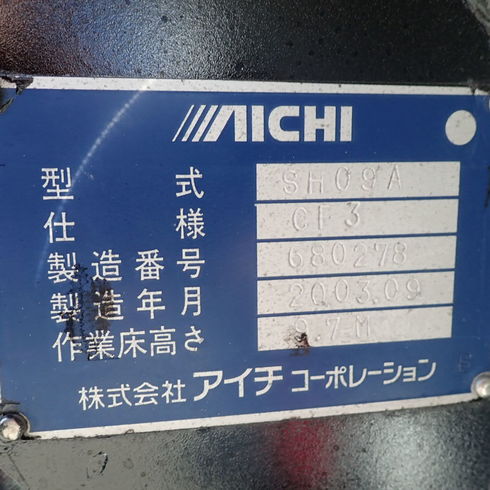 AICHI
型式 SH09A
仕様 CF3
製造番号 680278
製造年月 2003.09
作業床高さ 9.7M
株式会社 アイチ コーポレーション